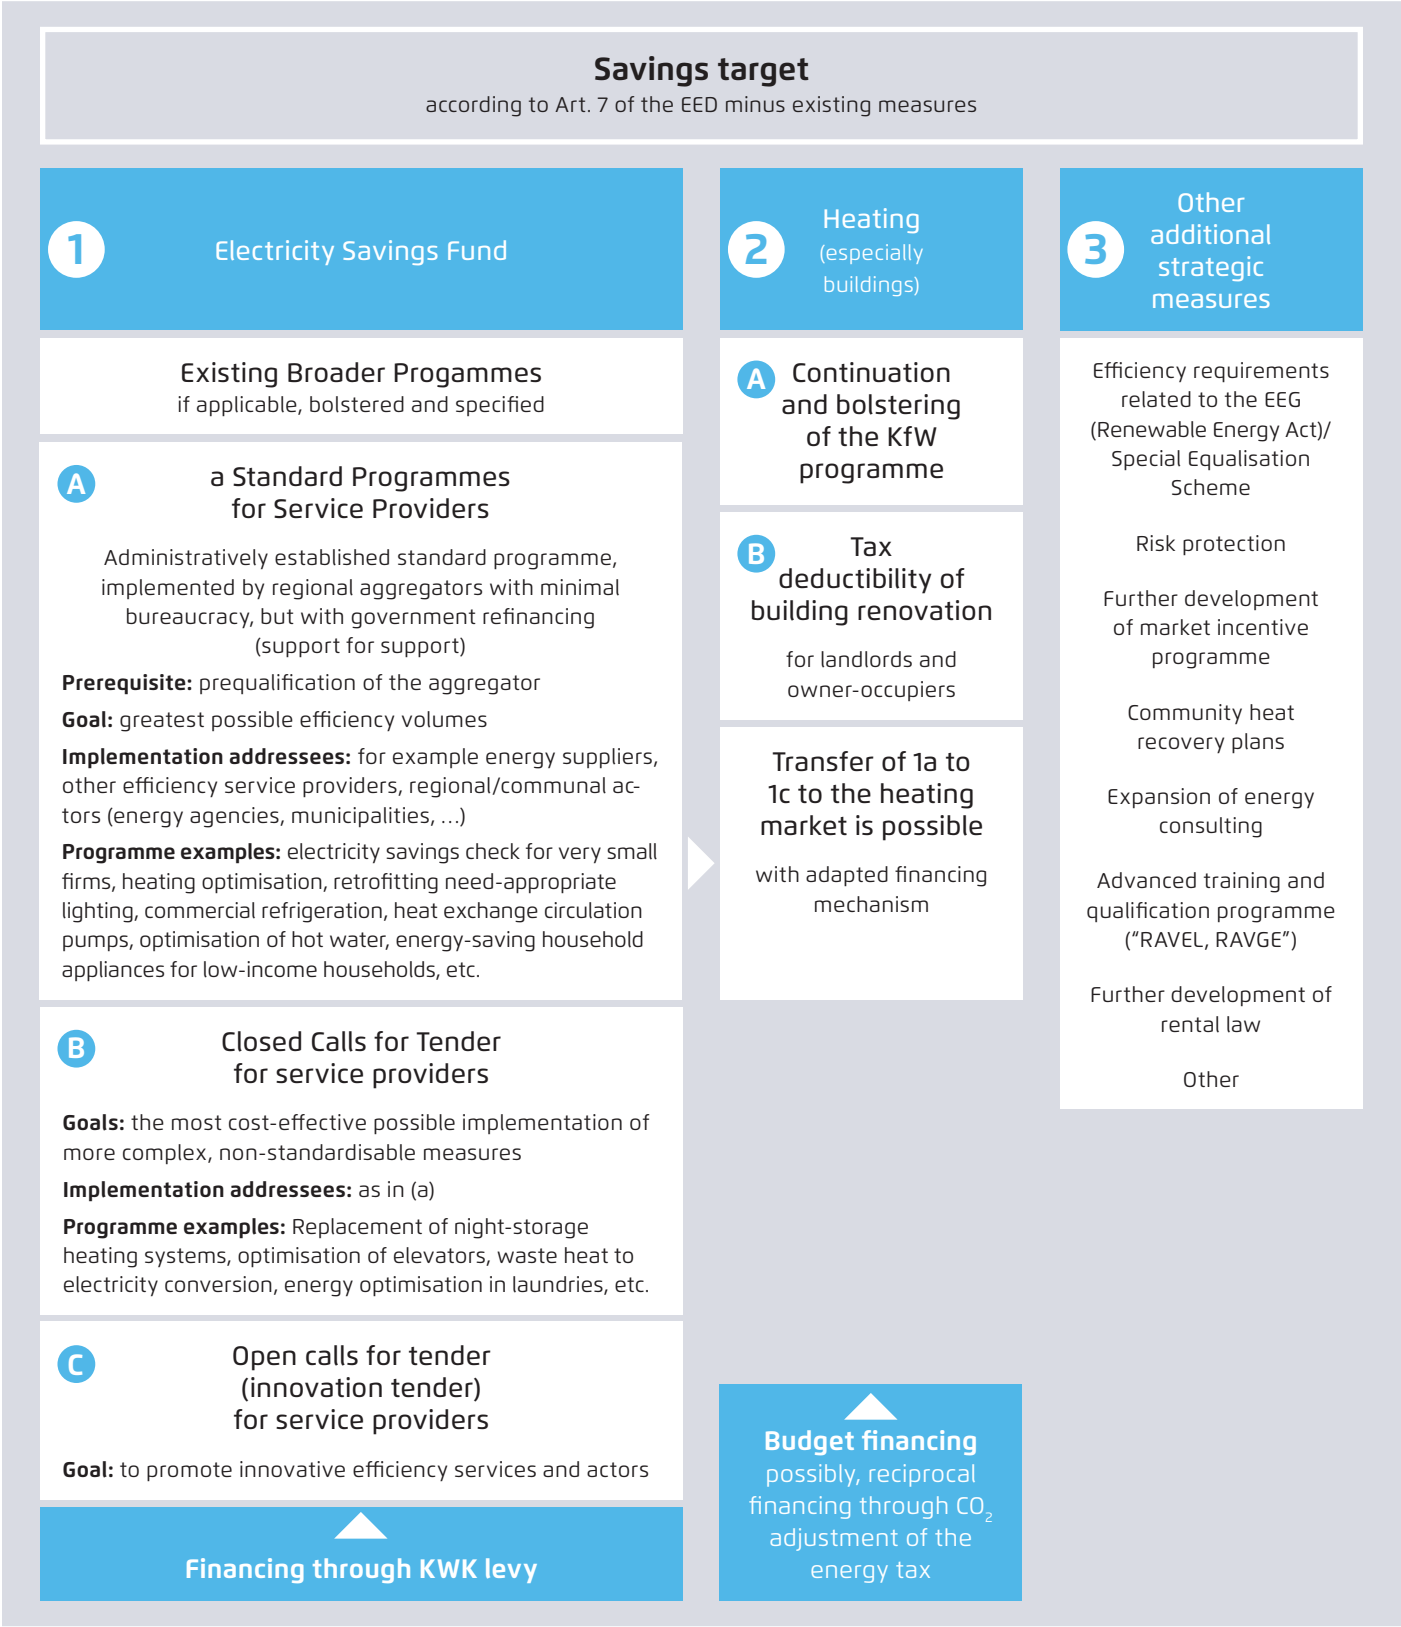 Savings target
according to Art. 7 of the EED minus existing measures
1
Electricity Savings Fund
Existing Broader Progammes
if applicable, bolstered and specified
A
a Standard Programmes
for Service Providers
Administratively established standard programme,
implemented by regional aggregators with minimal
bureaucracy, but with government refinancing
(support for support)
Prerequisite: prequalification of the aggregator
Goal: greatest possible efficiency volumes
Implementation addressees: for example energy suppliers,
other efficiency service providers, regional/communal ac-
tors (energy agencies, municipalities, …)
Programme examples: electricity savings check for very small
firms, heating optimisation, retrofitting need-appropriate
lighting, commercial refrigeration, heat exchange circulation
pumps, optimisation of hot water, energy-saving household
appliances for low-income households, etc.
B
Closed Calls for Tender
for service providers
Goals: the most cost-effective possible implementation of
more complex, non-standardisable measures
Implementation addressees: as in (a)
Programme examples: Replacement of night-storage
heating systems, optimisation of elevators, waste heat to
electricity conversion, energy optimisation in laundries, etc.
C
Open calls for tender
(innovation tender)
for service providers
Goal: to promote innovative efficiency services and actors
Financing through KWK levy
2
Heating
(especially
buildings)
A
Continuation
and bolstering
of the KfW
programme
B
Tax
deductibility of
building renovation
for landlords and
owner-occupiers
Transfer of 1a to
1c to the heating
market is possible
with adapted financing
mechanism
Budget financing
possibly, reciprocal
financing through CO₂
adjustment of the
energy tax
3
Other
additional
strategic
measures
Efficiency requirements
related to the EEG
(Renewable Energy Act)/
Special Equalisation
Scheme
Risk protection
Further development
of market incentive
programme
Community heat
recovery plans
Expansion of energy
consulting
Advanced training and
qualification programme
(“RAVEL, RAVGE”)
Further development of
rental law
Other